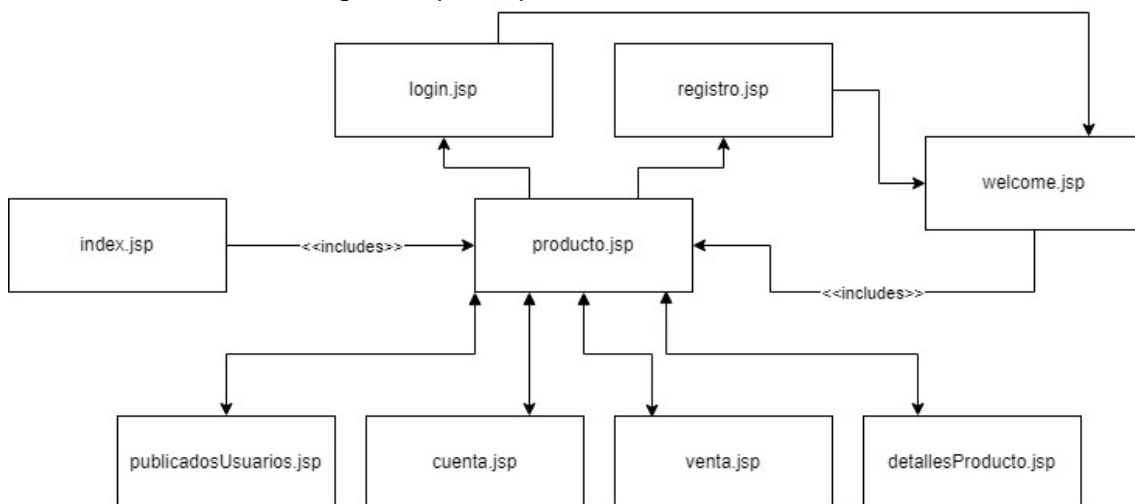 login.jsp
registro.jsp
welcome.jsp
index.jsp
<<includes>>
producto.jsp
<<includes>>
publicadosUsuarios.jsp
cuenta.jsp
venta.jsp
detallesProducto.jsp